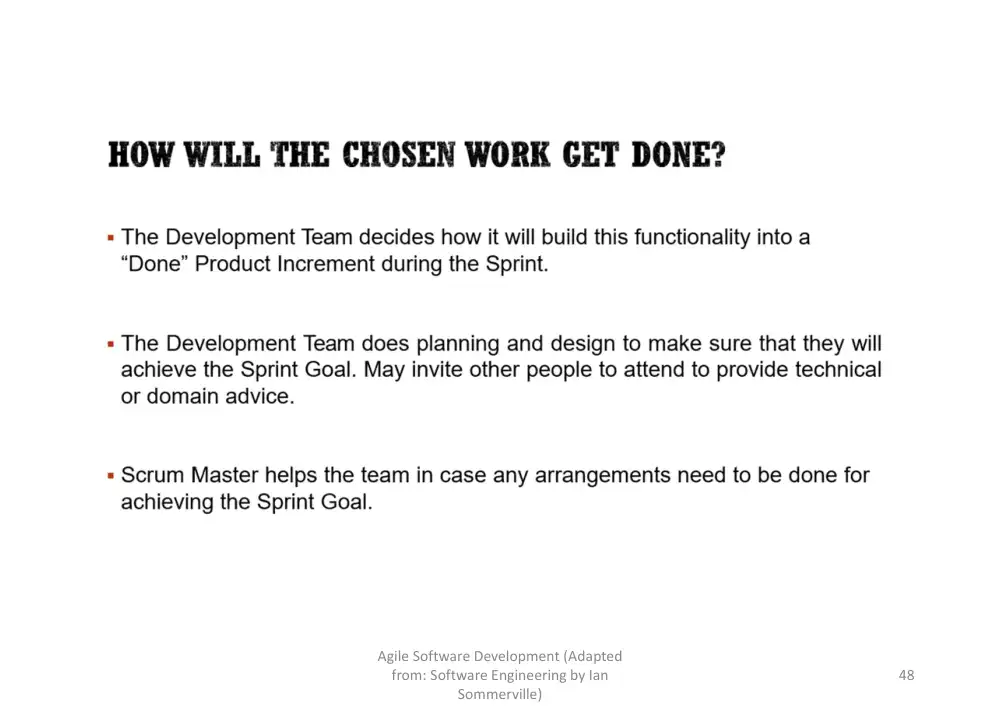 HOW WILL THE CHOSEN WORK GET DONE?
▪ The Development Team decides how it will build this functionality into a
“Done” Product Increment during the Sprint.
▪ The Development Team does planning and design to make sure that they will
achieve the Sprint Goal. May invite other people to attend to provide technical
or domain advice.
▪ Scrum Master helps the team in case any arrangements need to be done for
achieving the Sprint Goal.
Agile Software Development (Adapted
from: Software Engineering by Ian
Sommerville)
48